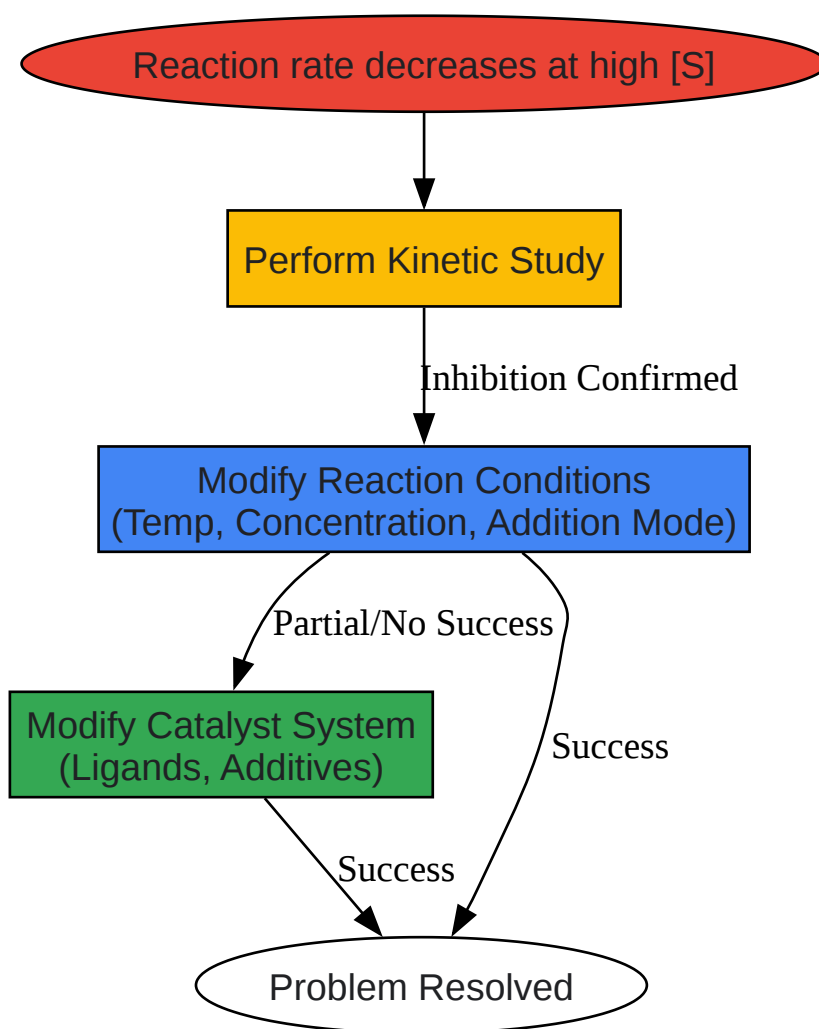 Reaction rate decreases at high [S]
Perform Kinetic Study
Inhibition Confirmed
Modify Reaction Conditions
(Temp, Concentration, Addition Mode)
Partial/No Success
Modify Catalyst System
(Ligands, Additives)
Success
Success
Problem Resolved